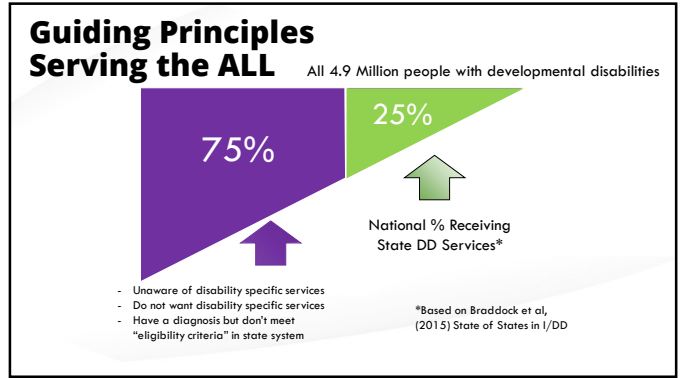 Guiding Principles
Serving the ALL
All 4.9 Million people with developmental disabilities
75%
25%
National % Receiving
State DD Services*
- Unaware of disability specific services
- Do not want disability specific services
- Have a diagnosis but don't meet
"eligibility criteria" in state system
*Based on Braddock et al,
(2015) State of States in I/DD